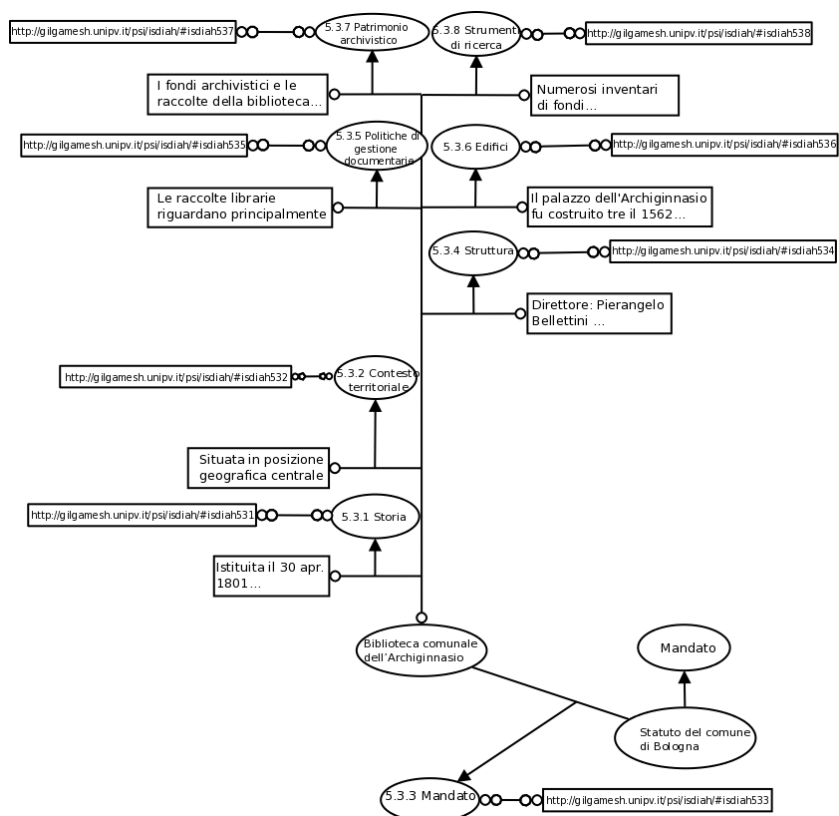 http://gilgamesh.unipv.it/psi/isdiah/#isdiah537
5.3.7 Patrimonio
archivistico
5.3.8 Strumenti
di ricerca
http://gilgamesh.unipv.it/psi/isdiah/#isdiah538
I fondi archivistici e le
raccolte della biblioteca...
Numerosi inventari
di fondi...
http://gilgamesh.unipv.it/psi/isdiah/#isdiah535
5.3.5 Politiche di
gestione
documentarie
5.3.6 Edifici
http://gilgamesh.unipv.it/psi/isdiah/#isdiah536
Le raccolte librarie
riguardano principalmente
Il palazzo dell'Archiginnasio
fu costruito tre il 1562...
5.3.4 Struttura
http://gilgamesh.unipv.it/psi/isdiah/#isdiah534
Direttore: Pierangelo
Bellettini ...
http://gilgamesh.unipv.it/psi/isdiah/#isdiah532
5.3.2 Contesto
territoriale
Situata in posizione
geografica centrale
http://gilgamesh.unipv.it/psi/isdiah/#isdiah531
5.3.1 Storia
Istituita il 30 apr.
1801...
Biblioteca comunale
dell'Archiginnasio
Mandato
Statuto del comune
di Bologna
5.3.3 Mandato
http://gilgamesh.unipv.it/psi/isdiah/#isdiah533